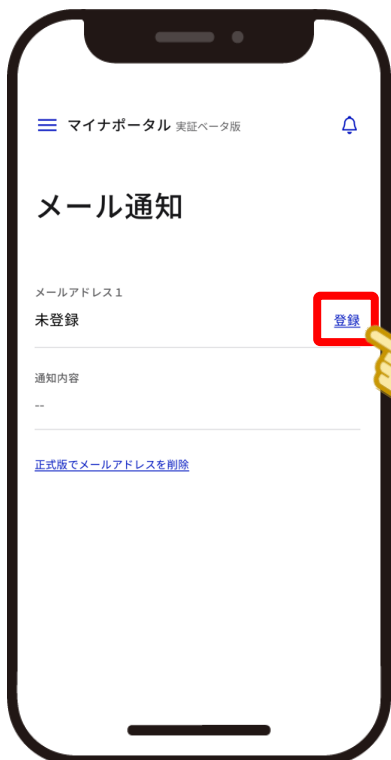 マイナポータル 実証ベータ版
メール通知
メールアドレス１
未登録 登録
通知内容
--
正式版でメールアドレスを削除